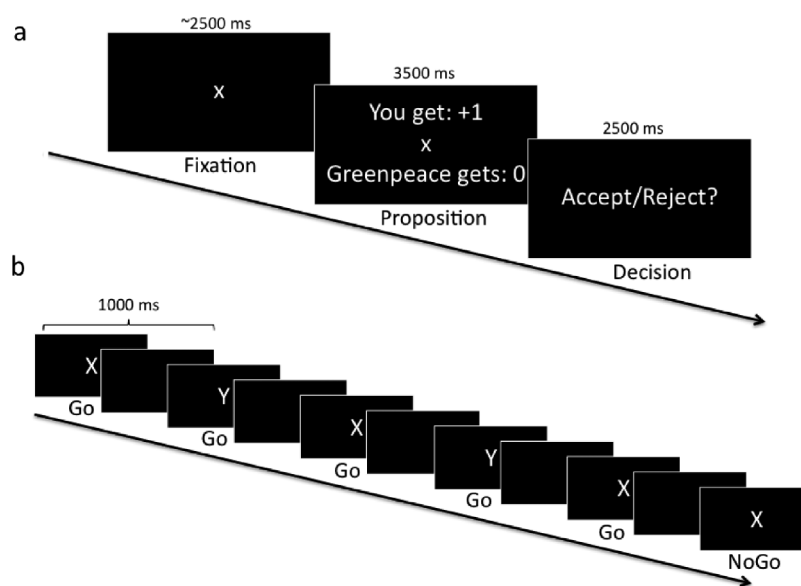 a
~2500 ms
x
Fixation
3500 ms
You get: +1
x
Greenpeace gets: 0
Proposition
2500 ms
Accept/Reject?
Decision
b
1000 ms
X
Go
Y
Go
X
Go
Y
Go
X
Go
X
NoGo